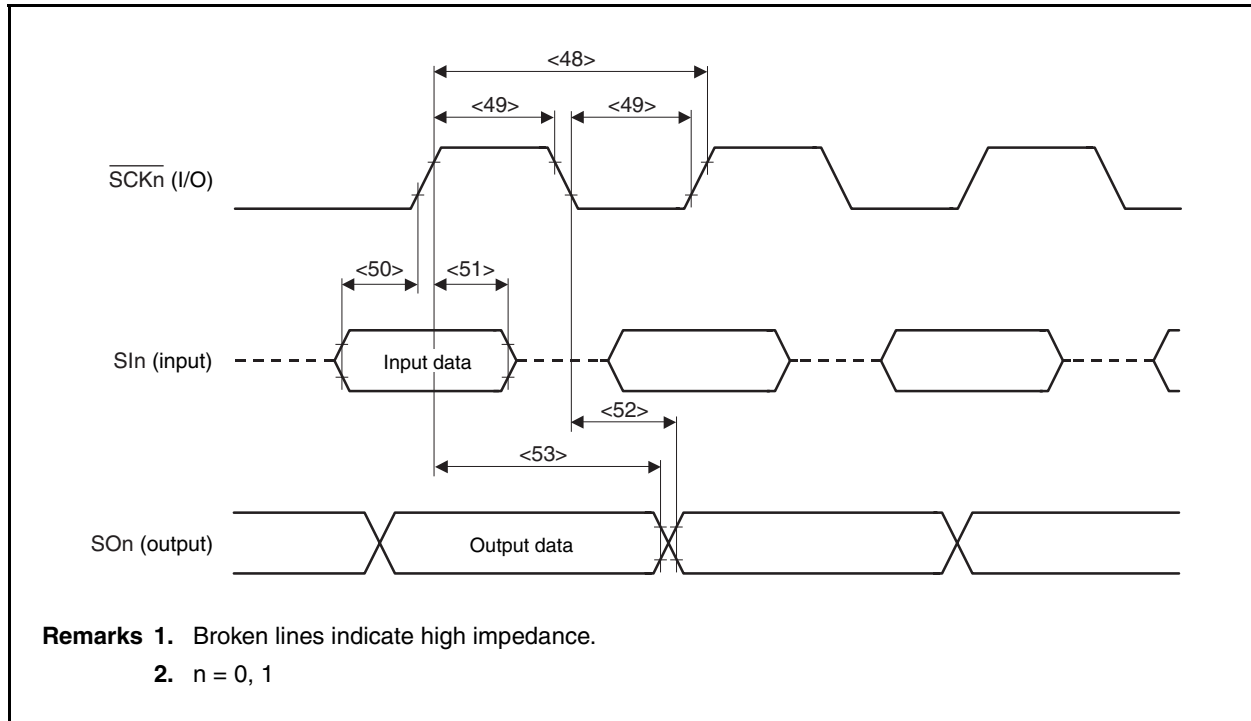 <48>
<49> <49>
SCKn (I/O)
<50> <51>
SIn (input) Input data
<52>
<53>
SOn (output) Output data
Remarks 1. Broken lines indicate high impedance.
2. n = 0, 1